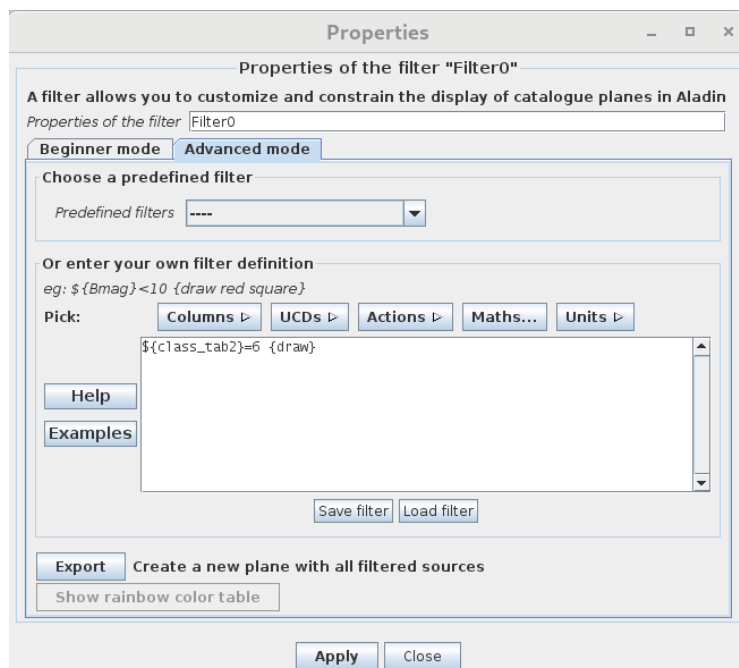 Properties
Properties of the filter "Filter0"
A filter allows you to customize and constrain the display of catalogue planes in Aladin
Properties of the filter Filter0
Beginner mode Advanced mode
Choose a predefined filter
Predefined filters ----
Or enter your own filter definition
eg: ${Bmag}<10 {draw red square}
Pick: Columns ▷ UCDs ▷ Actions ▷ Maths... Units ▷
${class_tab2}=6 {draw}
Help
Examples
Save filter Load filter
Export Create a new plane with all filtered sources
Show rainbow color table
Apply Close